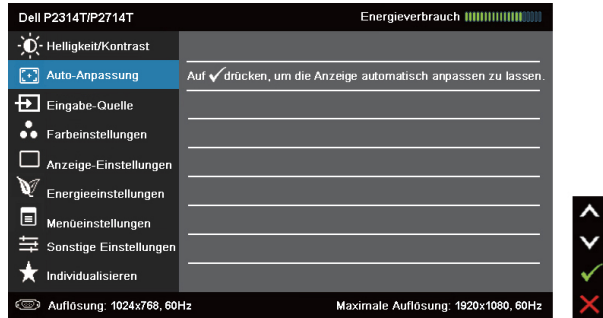 Dell P2314T/P2714T Energieverbrauch
Helligkeit/Kontrast
Auto-Anpassung Auf ✓ drücken, um die Anzeige automatisch anpassen zu lassen.
Eingabe-Quelle
Farbeinstellungen
Anzeige-Einstellungen
Energieeinstellungen
Menüeinstellungen
Sonstige Einstellungen
Individualisieren
Auflösung: 1024x768, 60Hz Maximale Auflösung: 1920x1080, 60Hz